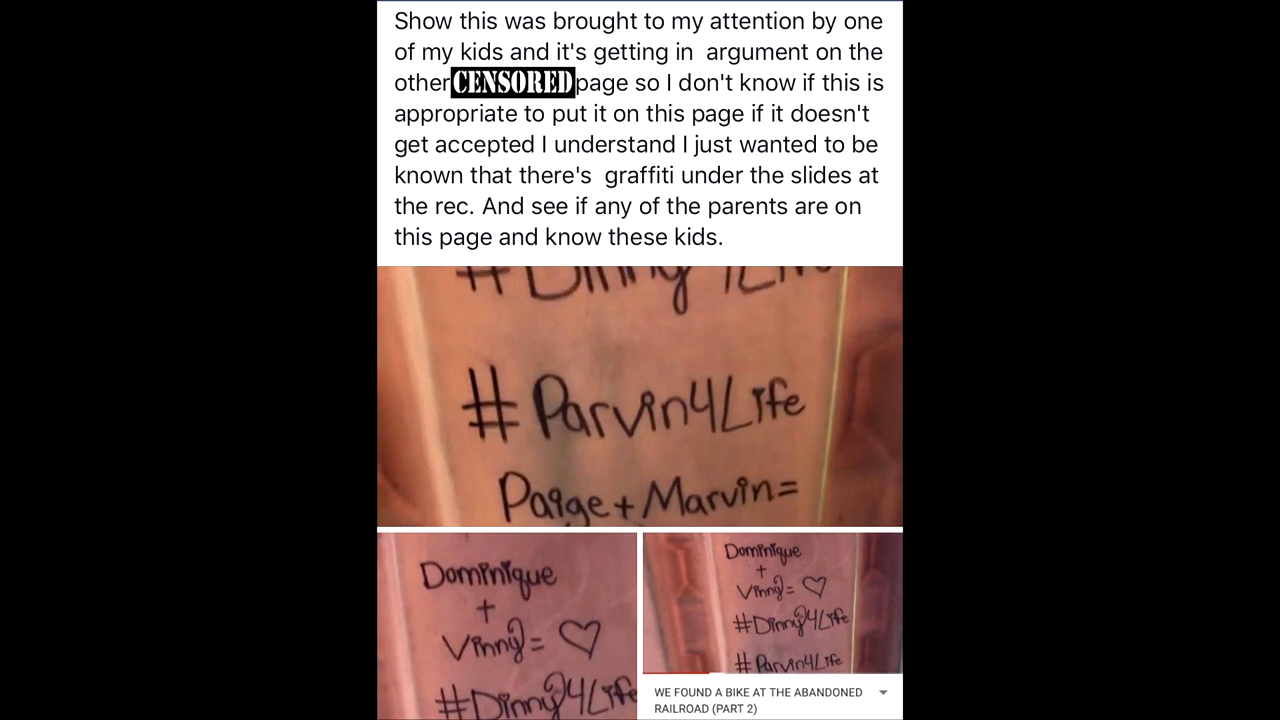 Show this was brought to my attention by one
of my kids and it's getting in argument on the
other CENSORED page so I don't know if this is
appropriate to put it on this page if it doesn't
get accepted I understand I just wanted to be
known that there's graffiti under the slides at
the rec. And see if any of the parents are on
this page and know these kids.
#Dinny4Life
#Parvin4Life
Paige+Marvin=
Dominique
+
Vinny=♡
#Dinny4Life
Dominique
+
Vinny=♡
#Dinny4Life
#Parvin4Life
WE FOUND A BIKE AT THE ABANDONED
RAILROAD (PART 2)